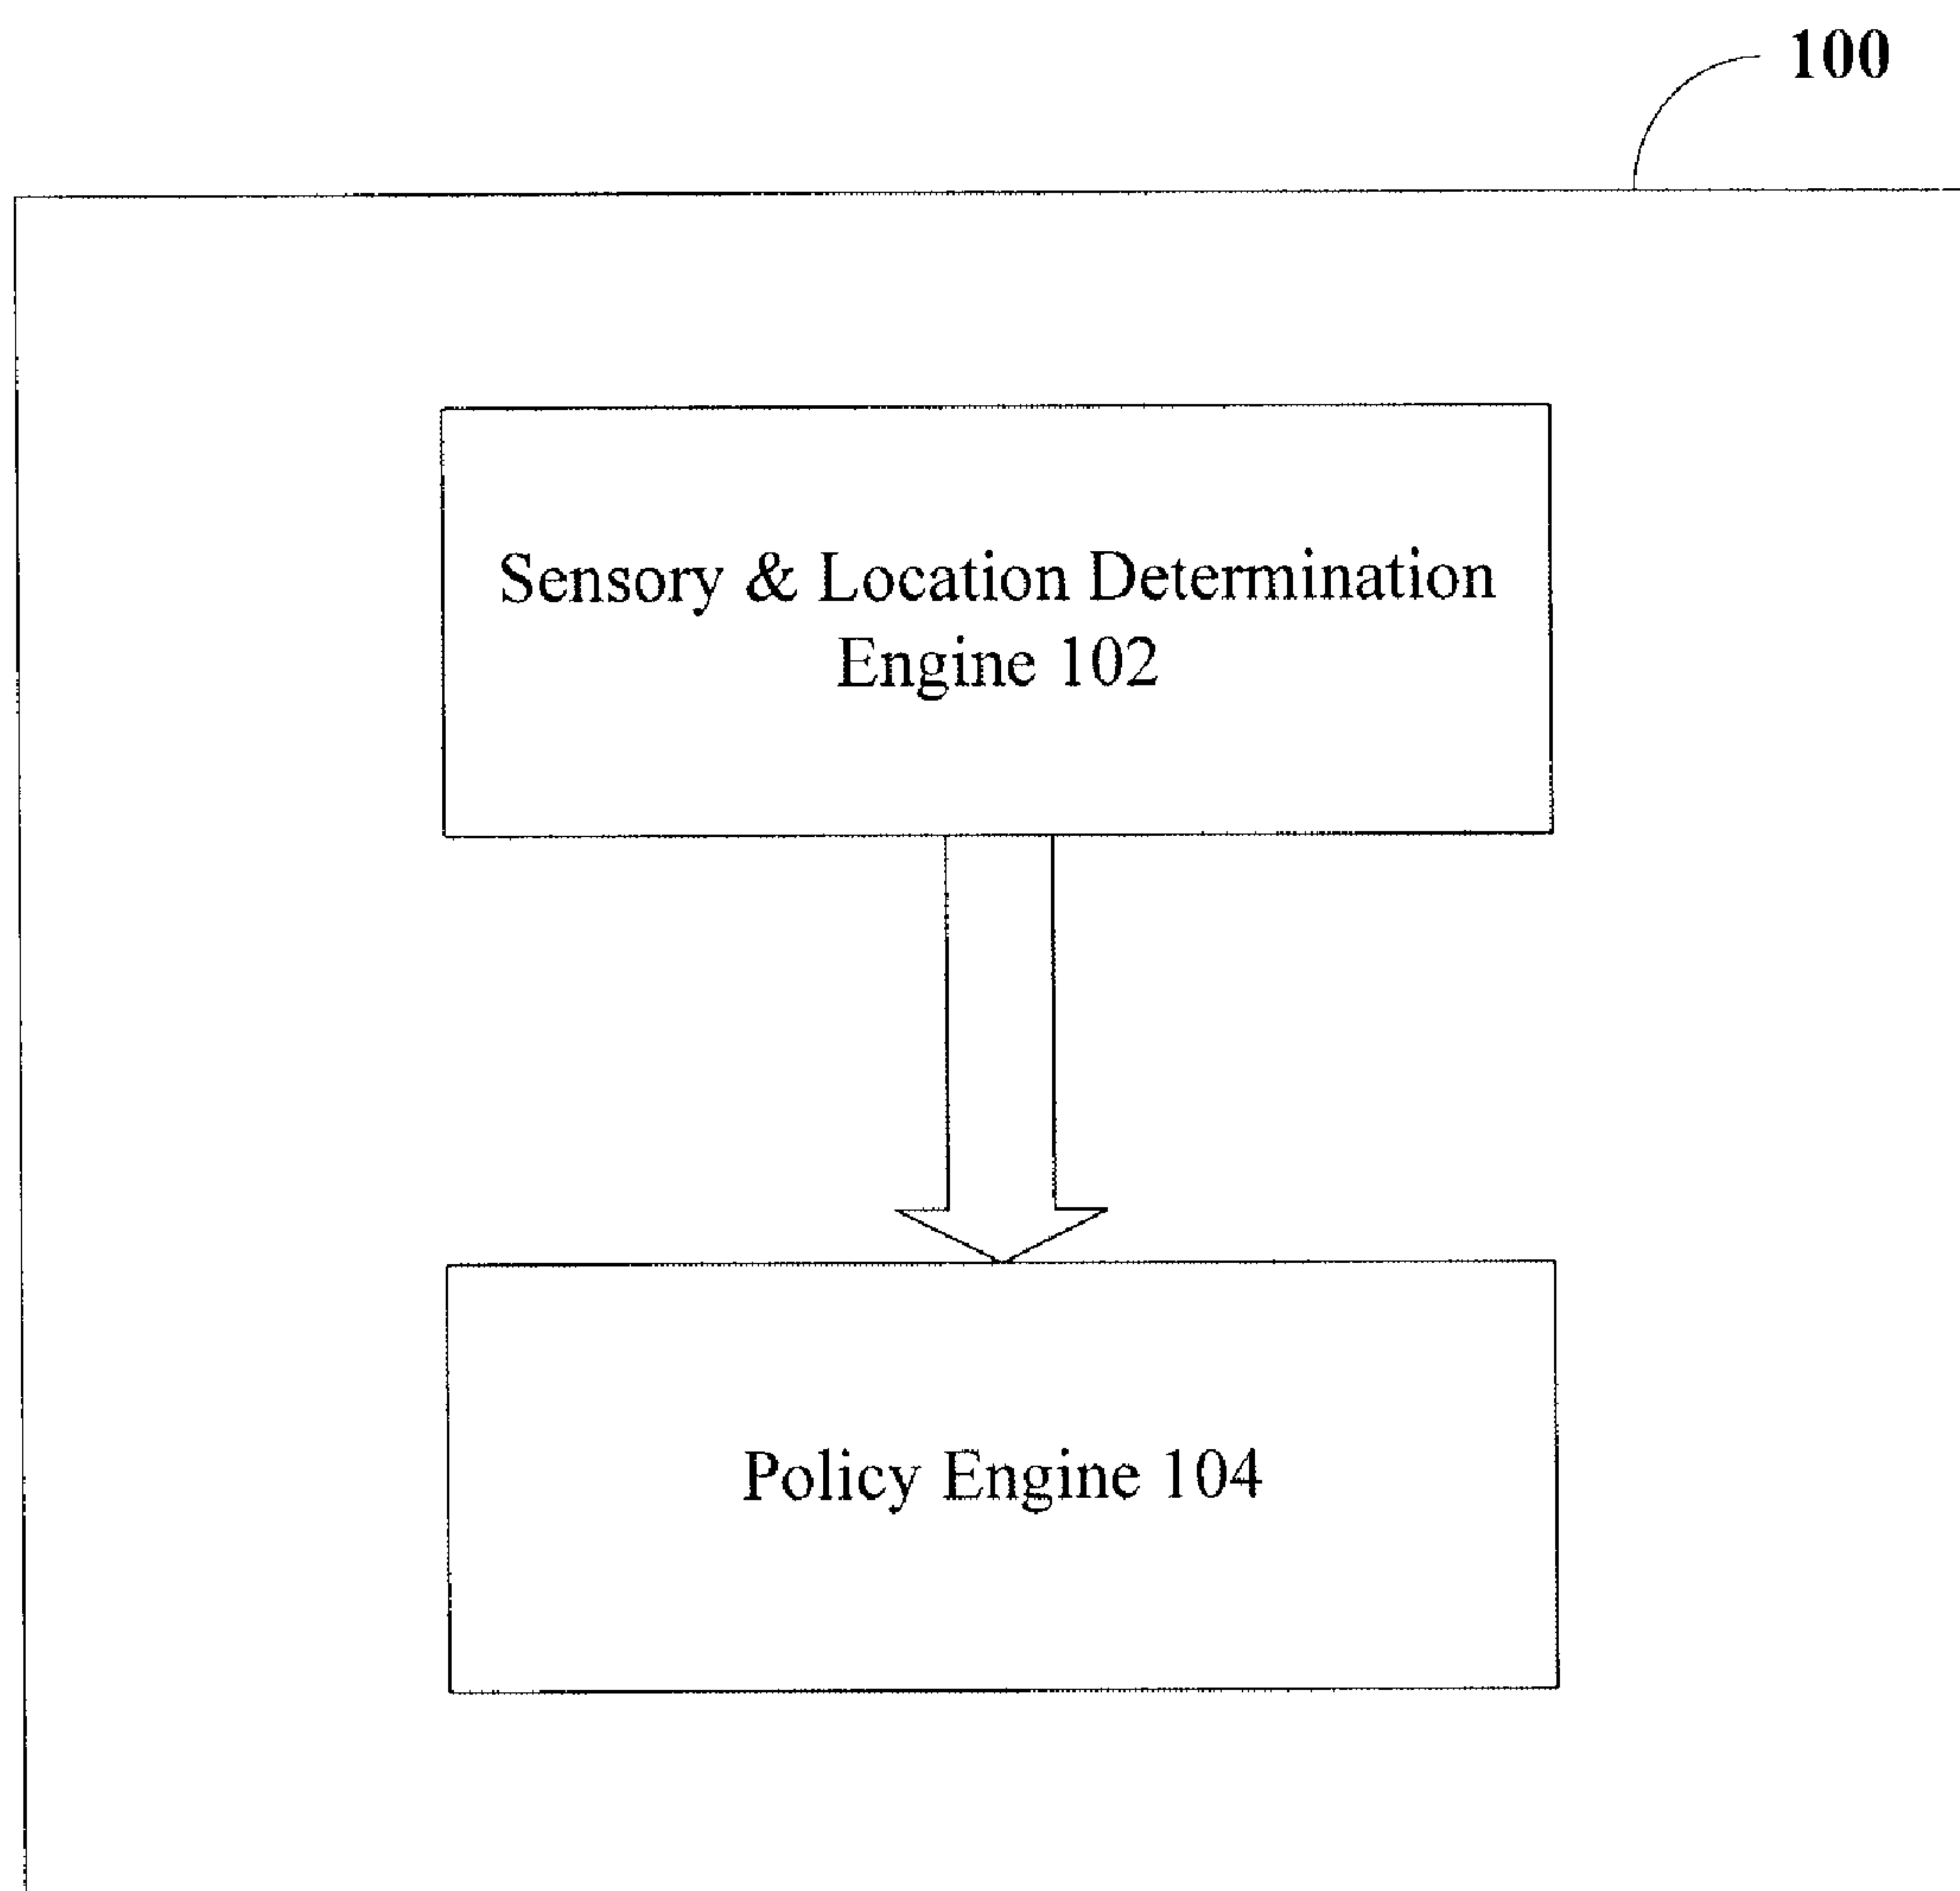 100
Sensory & Location Determination
Engine 102
Policy Engine 104